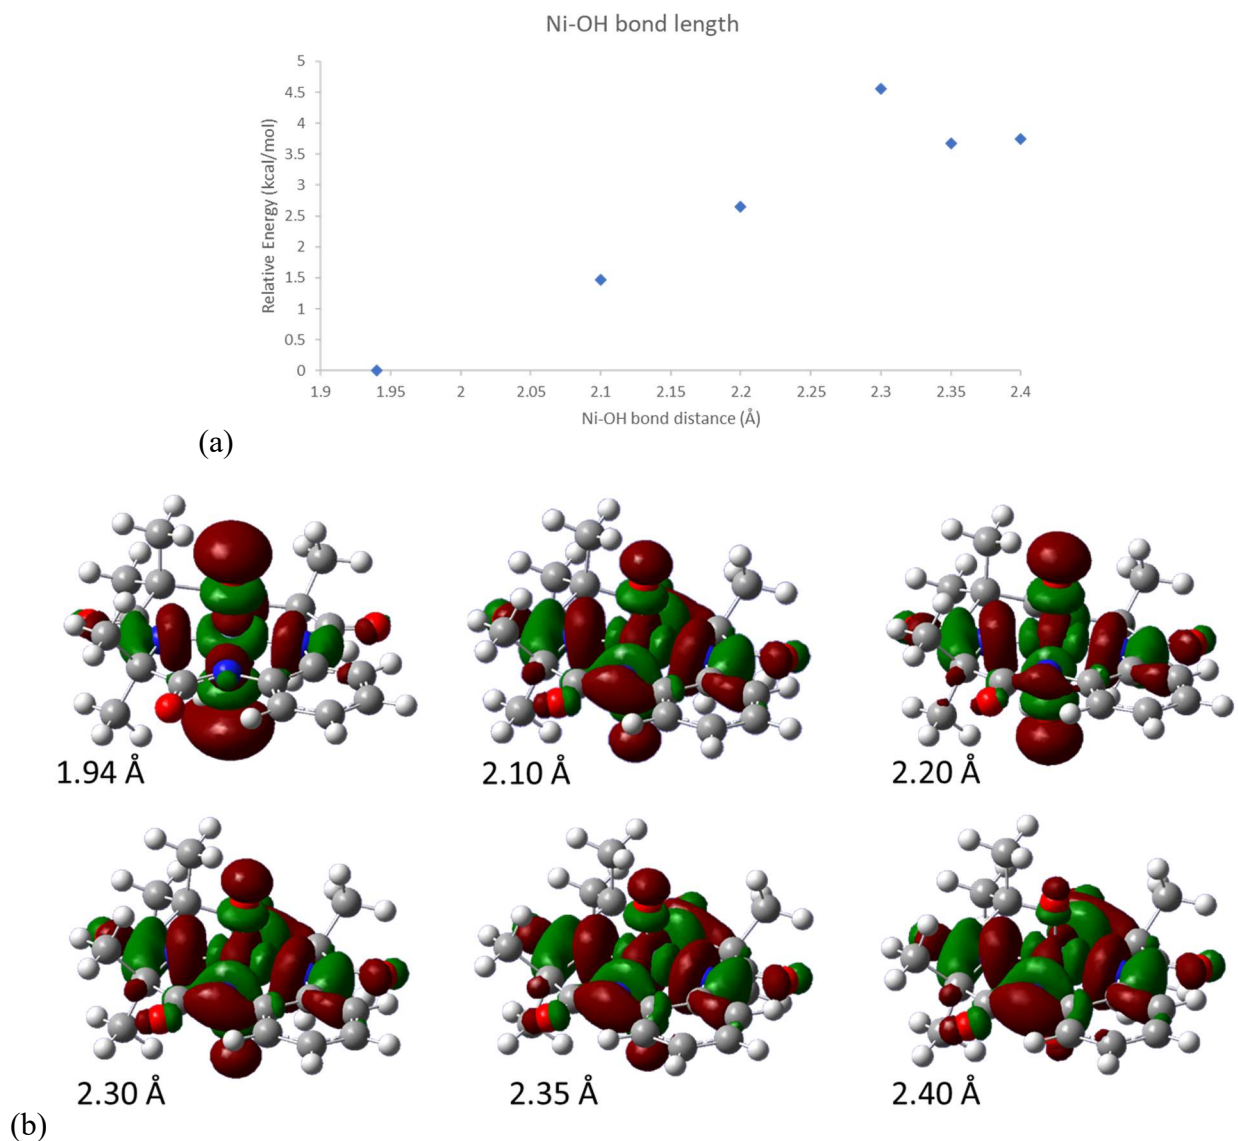 Ni-OH bond length
Relative Energy (kcal/mol)
5
4.5
4
3.5
3
2.5
2
1.5
1
0.5
0
1.9 1.95 2 2.05 2.1 2.15 2.2 2.25 2.3 2.35 2.4
Ni-OH bond distance (Å)
(a)
1.94 Å 2.10 Å 2.20 Å
2.30 Å 2.35 Å 2.40 Å
(b)